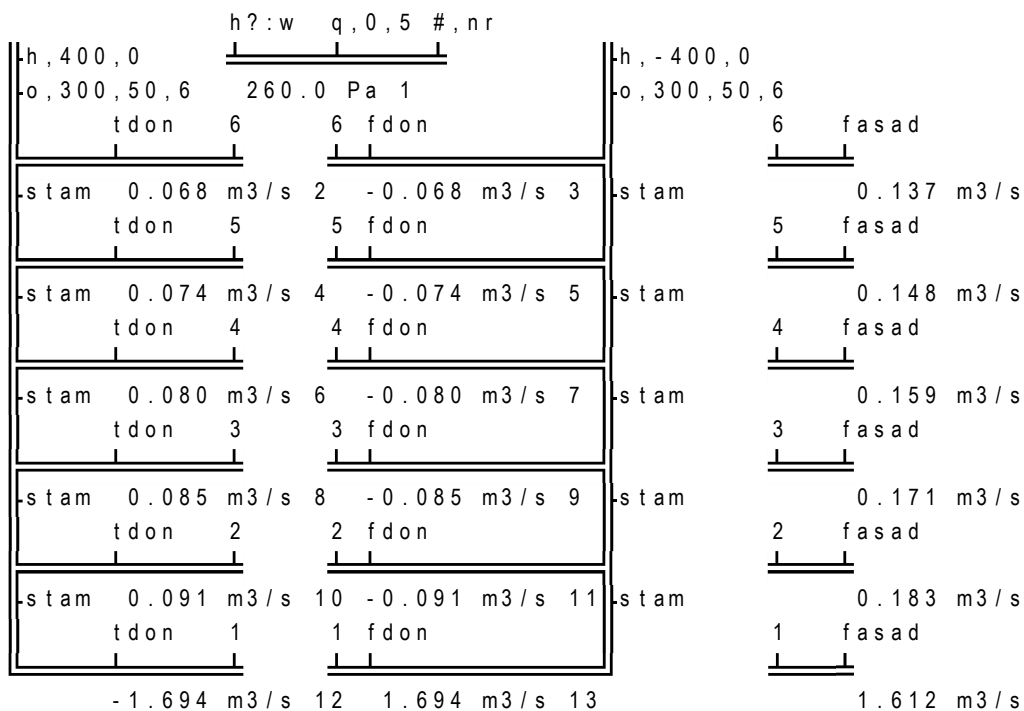 h?:w q,0,5 #,nr
h,400,0 h,-400,0
o,300,50,6 260.0 Pa 1 o,300,50,6
tdon 6 6 fdon 6 fasad
stam 0.068 m3/s 2 -0.068 m3/s 3 stam 0.137 m3/s
tdon 5 5 fdon 5 fasad
stam 0.074 m3/s 4 -0.074 m3/s 5 stam 0.148 m3/s
tdon 4 4 fdon 4 fasad
stam 0.080 m3/s 6 -0.080 m3/s 7 stam 0.159 m3/s
tdon 3 3 fdon 3 fasad
stam 0.085 m3/s 8 -0.085 m3/s 9 stam 0.171 m3/s
tdon 2 2 fdon 2 fasad
stam 0.091 m3/s 10 -0.091 m3/s 11 stam 0.183 m3/s
tdon 1 1 fdon 1 fasad
-1.694 m3/s 12 1.694 m3/s 13 1.612 m3/s